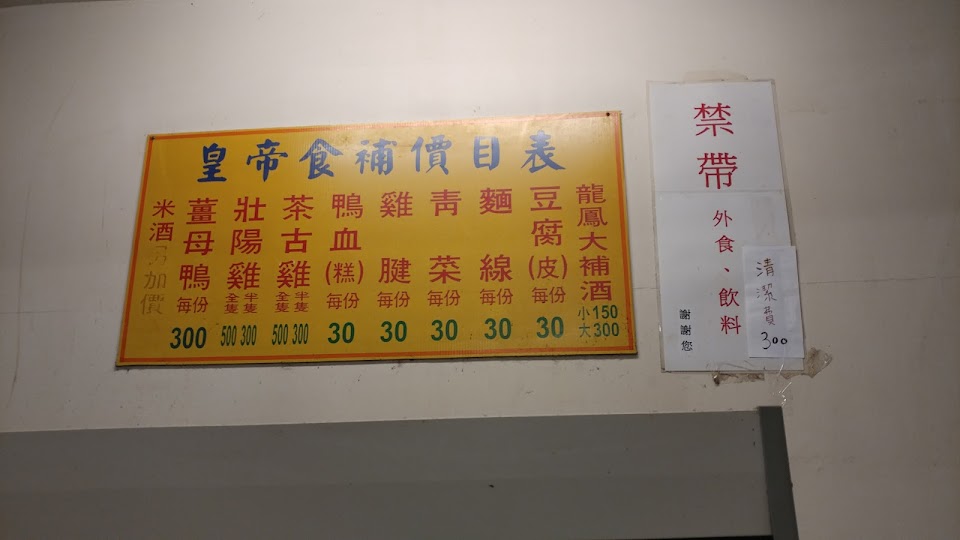 皇帝食補價目表
米酒另加價
薑母鴨 每份 300
壯陽雞 全隻 半隻 500 300
茶古雞 全隻 半隻 500 300
鴨血(糕) 每份 30
雞腱 每份 30
青菜 每份 30
麵線 每份 30
豆腐(皮) 每份 30
龍鳳大補酒 小150 大300
禁帶
外食、飲料
謝謝您
清潔費
300